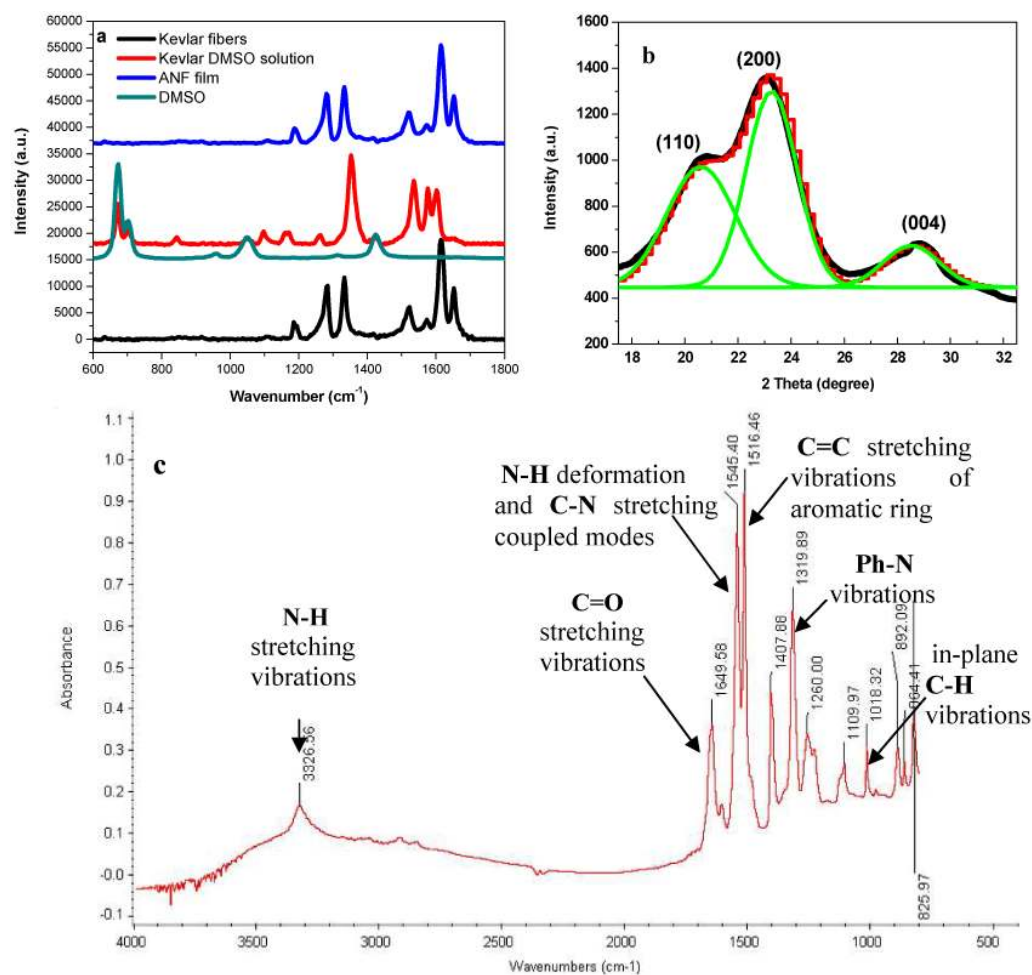 a
Kevlar fibers
Kevlar DMSO solution
ANF film
DMSO
60000
55000
50000
45000
40000
35000
30000
25000
20000
15000
10000
5000
0
Intensity (a.u.)
600 800 1000 1200 1400 1600 1800
Wavenumber (cm-1)
b
(110)
(200)
(004)
1600
1400
1200
1000
800
600
400
200
Intensity (a.u.)
18 20 22 24 26 28 30 32
2 Theta (degree)
c
1.1
1.0
0.9
0.8
0.7
0.6
0.5
0.4
0.3
0.2
0.1
-0.0
-0.1
Absorbance
N-H
stretching
vibrations
3326.56
C=O
stretching
vibrations
1649.58
N-H deformation
and C-N stretching
coupled modes
1545.40
1516.46
C=C stretching
vibrations of
aromatic ring
1407.88
1319.89
Ph-N
vibrations
1260.00
1109.97
1018.32
892.09
in-plane
C-H
vibrations
825.97
4000 3500 3000 2500 2000 1500 1000 500
Wavenumbers (cm-1)